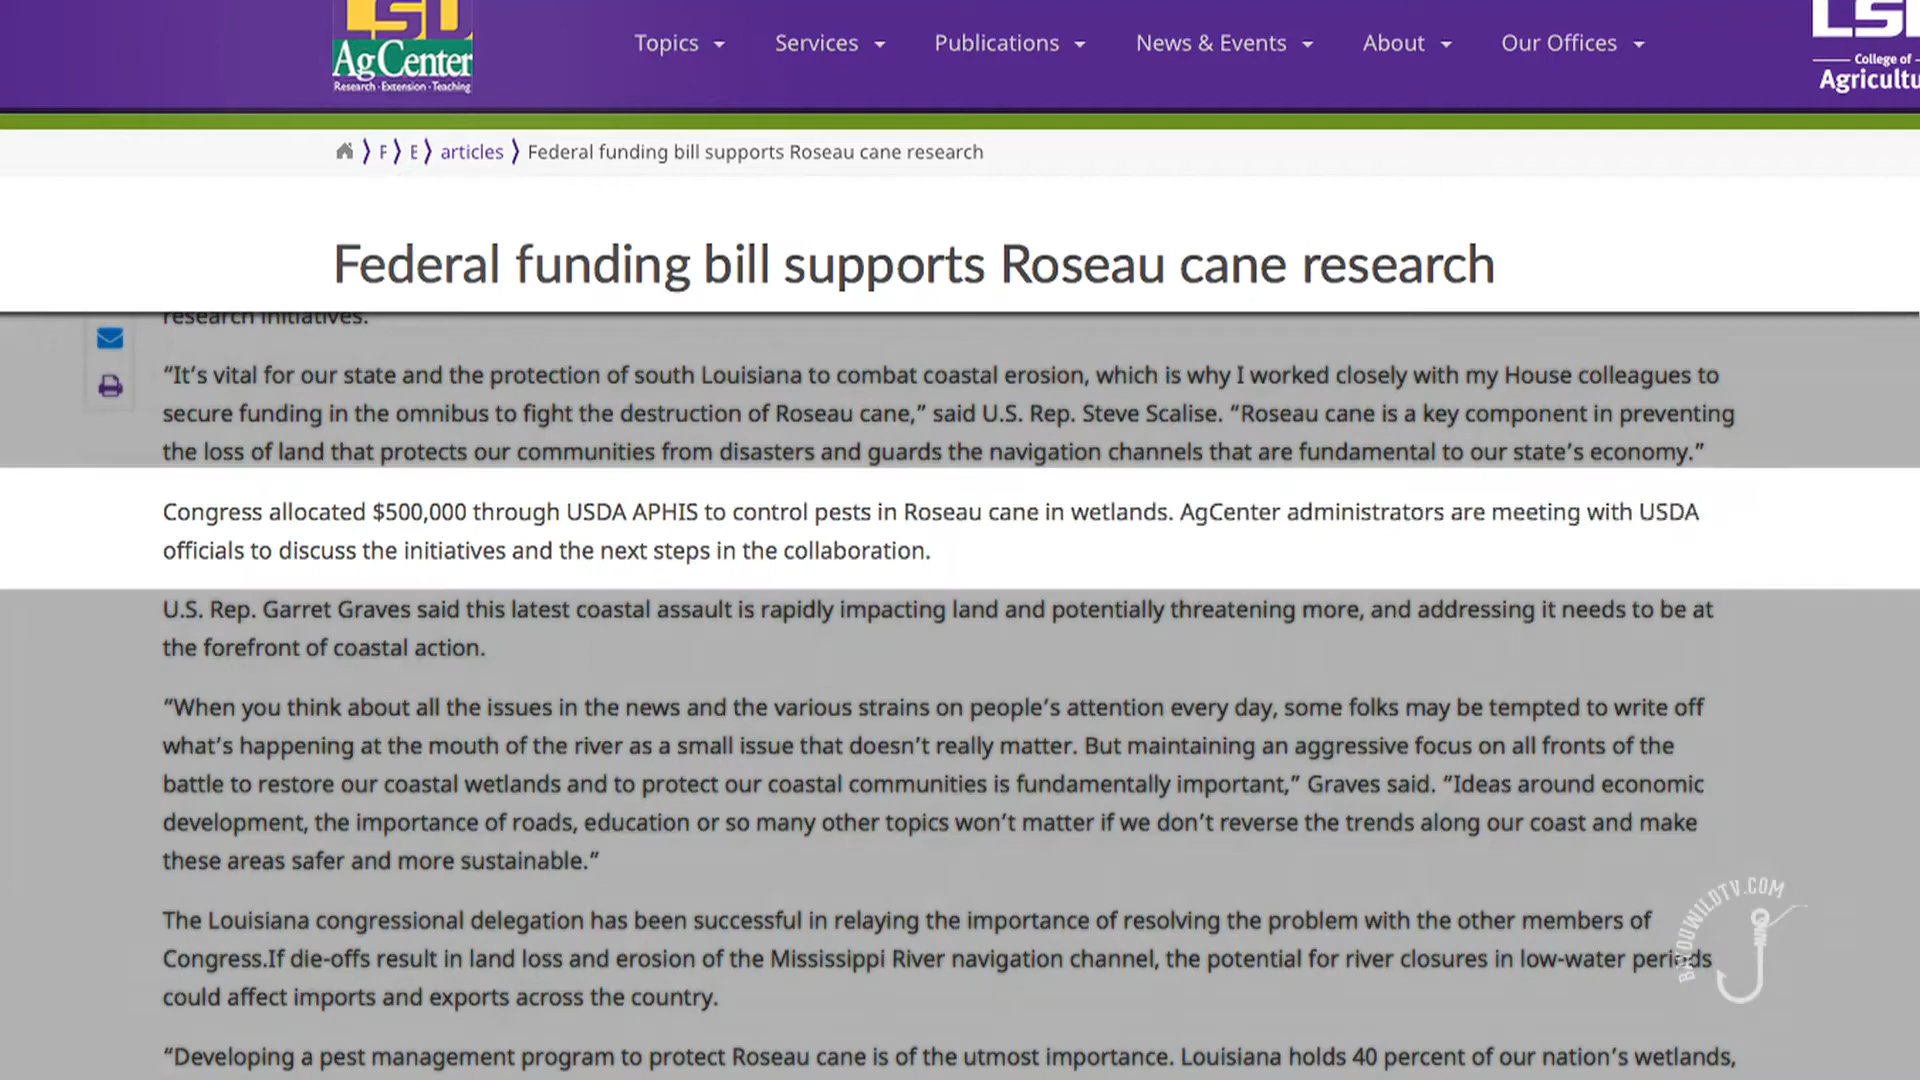 LSU
AgCenter
Research · Extension · Teaching
Topics
Services
Publications
News & Events
About
Our Offices
College of
Agricultu
F
E
articles
Federal funding bill supports Roseau cane research
Federal funding bill supports Roseau cane research
research initiatives.
“It’s vital for our state and the protection of south Louisiana to combat coastal erosion, which is why I worked closely with my House colleagues to
secure funding in the omnibus to fight the destruction of Roseau cane,” said U.S. Rep. Steve Scalise. “Roseau cane is a key component in preventing
the loss of land that protects our communities from disasters and guards the navigation channels that are fundamental to our state’s economy.”
Congress allocated $500,000 through USDA APHIS to control pests in Roseau cane in wetlands. AgCenter administrators are meeting with USDA
officials to discuss the initiatives and the next steps in the collaboration.
U.S. Rep. Garret Graves said this latest coastal assault is rapidly impacting land and potentially threatening more, and addressing it needs to be at
the forefront of coastal action.
“When you think about all the issues in the news and the various strains on people’s attention every day, some folks may be tempted to write off
what’s happening at the mouth of the river as a small issue that doesn’t really matter. But maintaining an aggressive focus on all fronts of the
battle to restore our coastal wetlands and to protect our coastal communities is fundamentally important,” Graves said. “Ideas around economic
development, the importance of roads, education or so many other topics won’t matter if we don’t reverse the trends along our coast and make
these areas safer and more sustainable.”
The Louisiana congressional delegation has been successful in relaying the importance of resolving the problem with the other members of
Congress.If die-offs result in land loss and erosion of the Mississippi River navigation channel, the potential for river closures in low-water periods
could affect imports and exports across the country.
“Developing a pest management program to protect Roseau cane is of the utmost importance. Louisiana holds 40 percent of our nation’s wetlands,
BAYOUWILDTV.COM